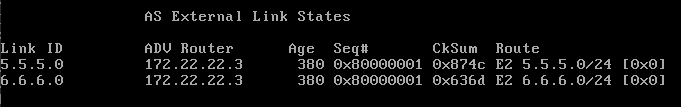 AS External Link States
Link ID ADV Router Age Seq# CkSum Route
5.5.5.0 172.22.22.3 380 0x80000001 0x874c E2 5.5.5.0/24 [0x0]
6.6.6.0 172.22.22.3 380 0x80000001 0x636d E2 6.6.6.0/24 [0x0]